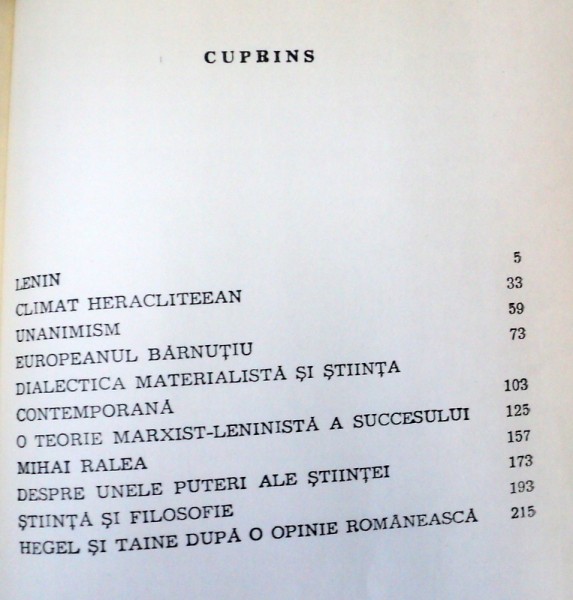 CUPRINS
LENIN 5
CLIMAT HERACLITEEAN 33
UNANIMISM 59
EUROPEANUL BĂRNUȚIU 73
DIALECTICA MATERIALISTĂ ȘI ȘTIINȚA
CONTEMPORANĂ 103
O TEORIE MARXIST-LENINISTĂ A SUCCESULUI 125
MIHAI RALEA 157
DESPRE UNELE PUTERI ALE ȘTIINȚEI 173
ȘTIINȚĂ ȘI FILOSOFIE 193
HEGEL ȘI TAINE DUPĂ O OPINIE ROMÂNEASCĂ 215